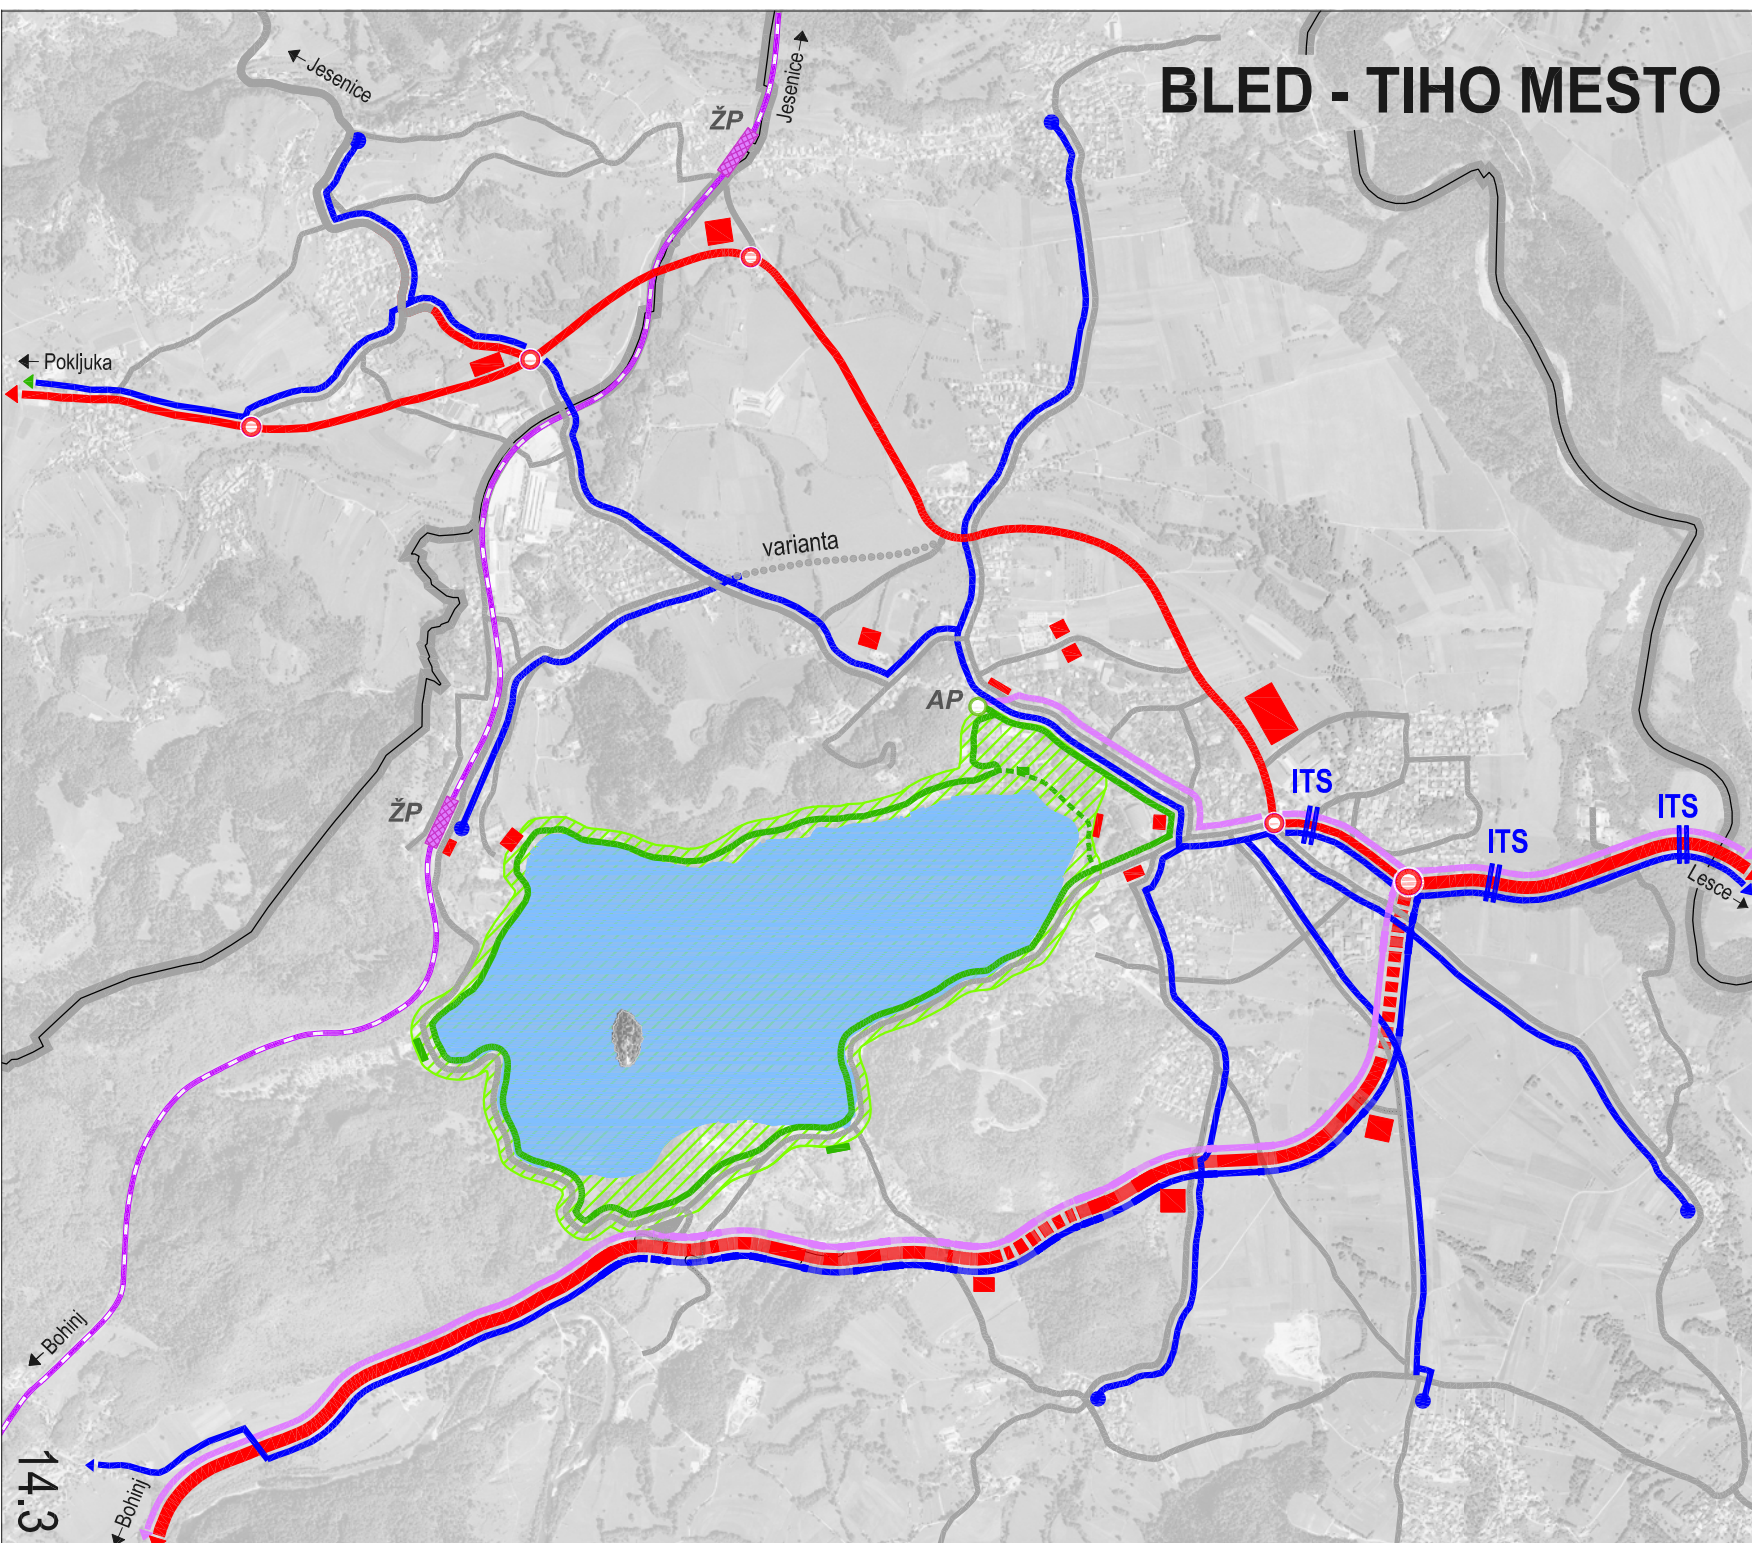 BLED - TIHO MESTO
←Jesenice
Jesenice→
ŽP
← Pokljuka
varianta
AP
ITS
ITS
ITS
ŽP
Lesce→
←Bohinj
←Bohinj
14.3